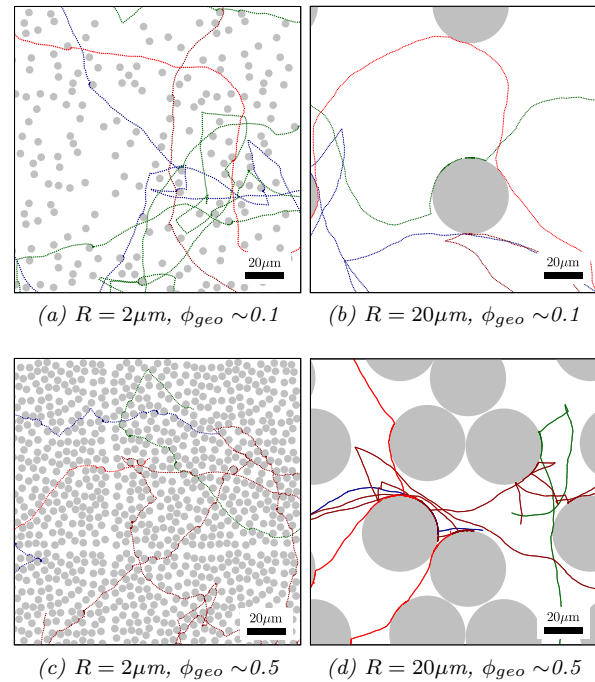 20μm
20μm
(a) R = 2μm, ϕgeo ∼0.1
(b) R = 20μm, ϕgeo ∼0.1
20μm
20μm
(c) R = 2μm, ϕgeo ∼0.5
(d) R = 20μm, ϕgeo ∼0.5